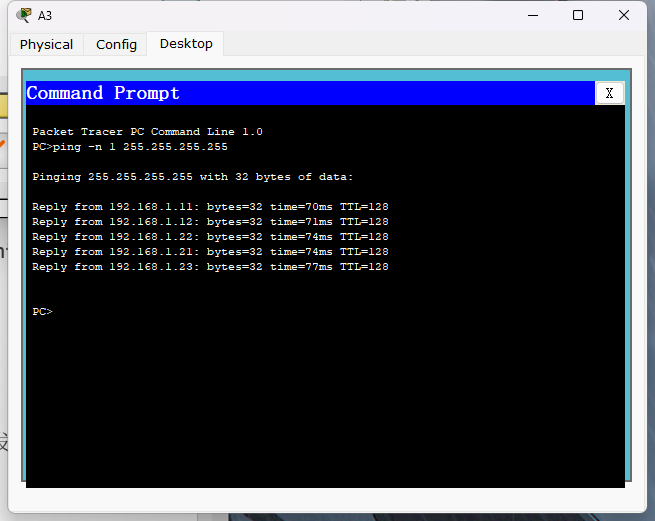 A3
Physical
Config
Desktop
Command Prompt
X
Packet Tracer PC Command Line 1.0
PC>ping -n 1 255.255.255.255
Pinging 255.255.255.255 with 32 bytes of data:
Reply from 192.168.1.11: bytes=32 time=70ms TTL=128
Reply from 192.168.1.12: bytes=32 time=71ms TTL=128
Reply from 192.168.1.22: bytes=32 time=74ms TTL=128
Reply from 192.168.1.21: bytes=32 time=74ms TTL=128
Reply from 192.168.1.23: bytes=32 time=77ms TTL=128
PC>